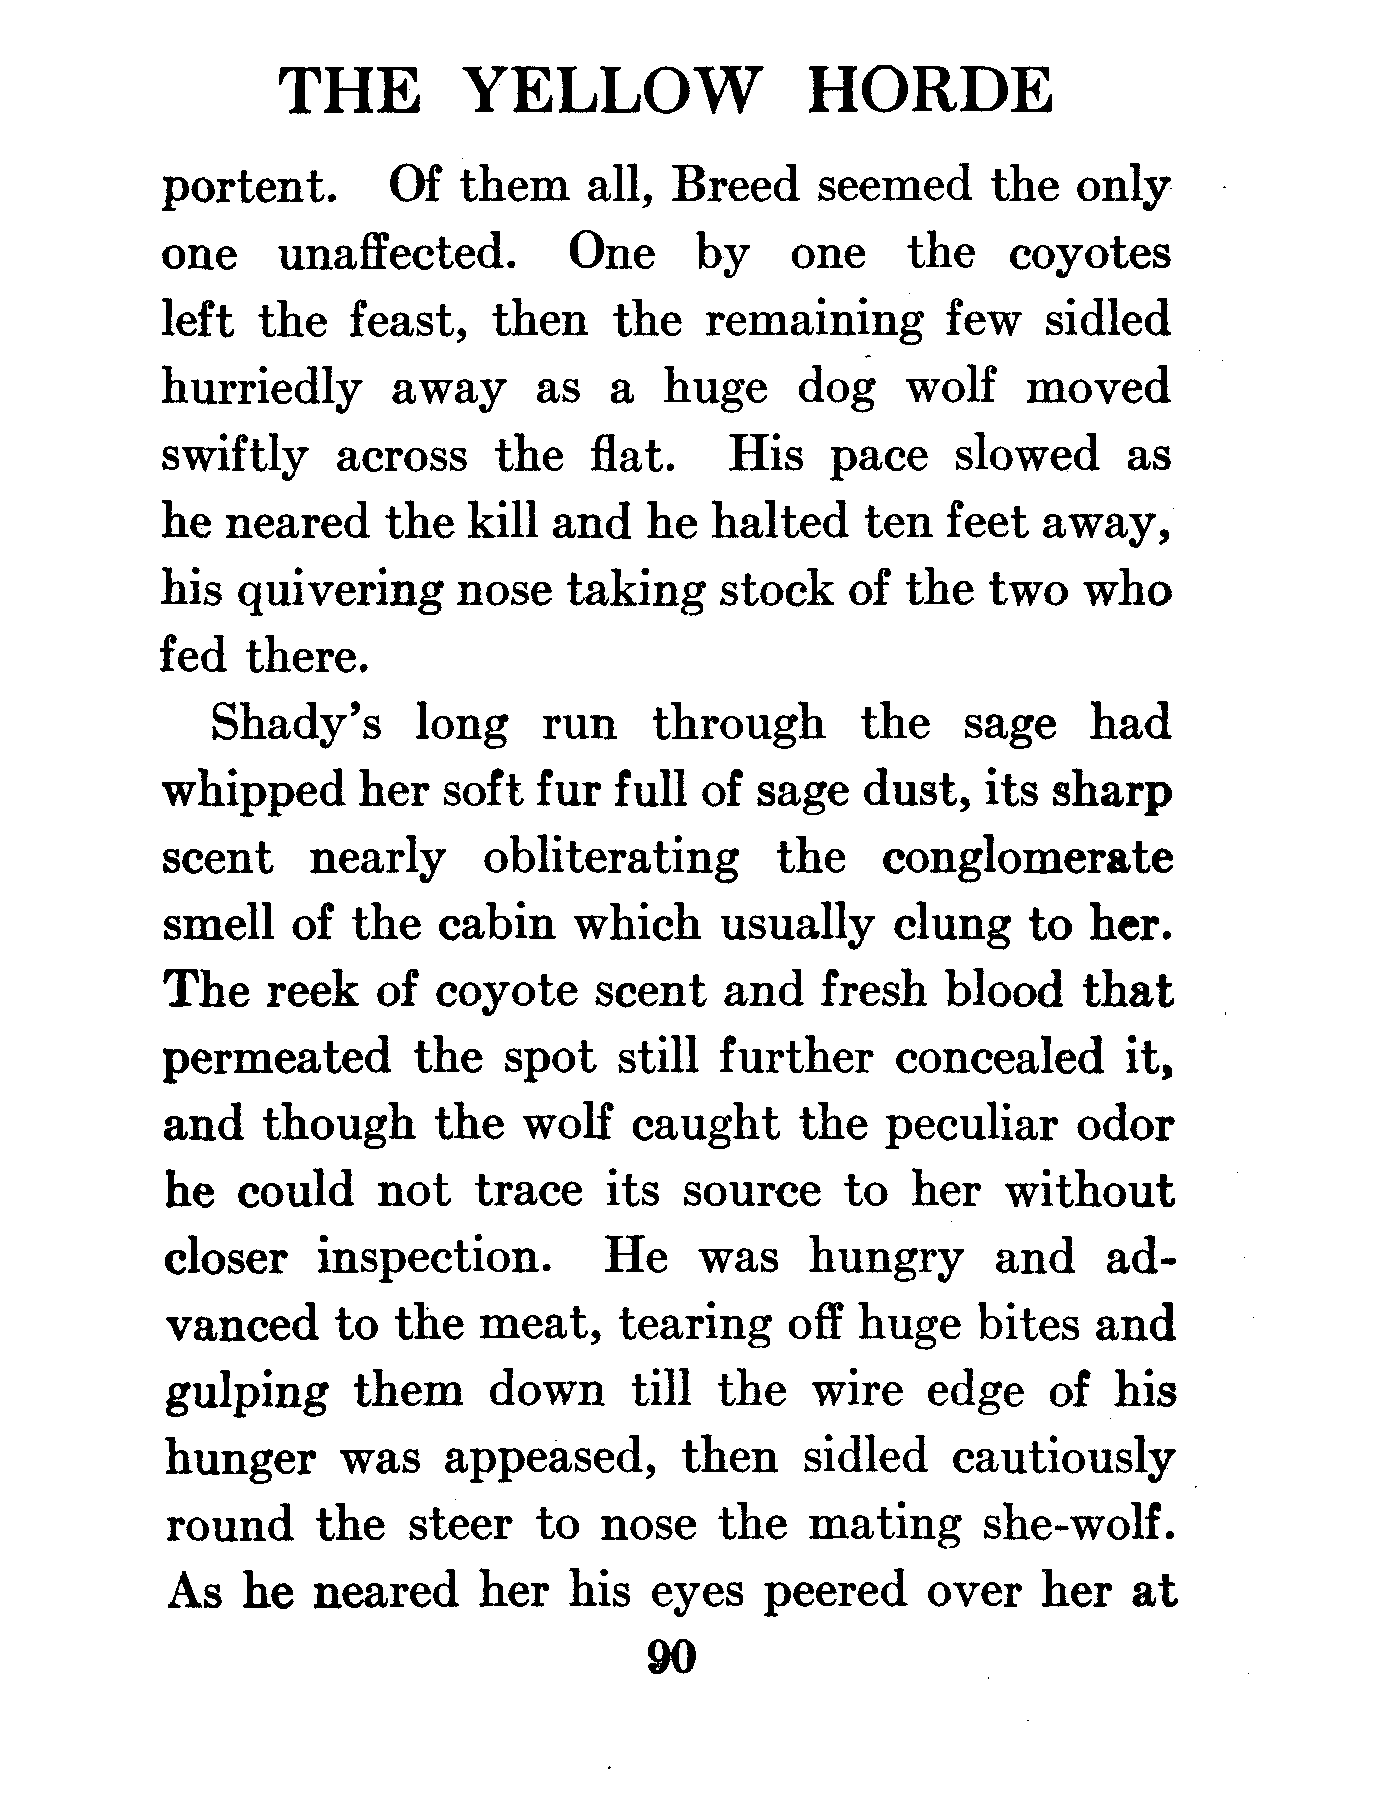 THE YELLOW HORDE
portent. Of them all, Breed seemed the only
one unaffected. One by one the coyotes
left the feast, then the remaining few sidled
hurriedly away as a huge dog wolf moved
swiftly across the flat. His pace slowed as
he neared the kill and he halted ten feet away,
his quivering nose taking stock of the two who
fed there.
Shady's long run through the sage had
whipped her soft fur full of sage dust, its sharp
scent nearly obliterating the conglomerate
smell of the cabin which usually clung to her.
The reek of coyote scent and fresh blood that
permeated the spot still further concealed it,
and though the wolf caught the peculiar odor
he could not trace its source to her without
closer inspection. He was hungry and ad-
vanced to the meat, tearing off huge bites and
gulping them down till the wire edge of his
hunger was appeased, then sidled cautiously
round the steer to nose the mating she-wolf.
As he neared her his eyes peered over her at
90